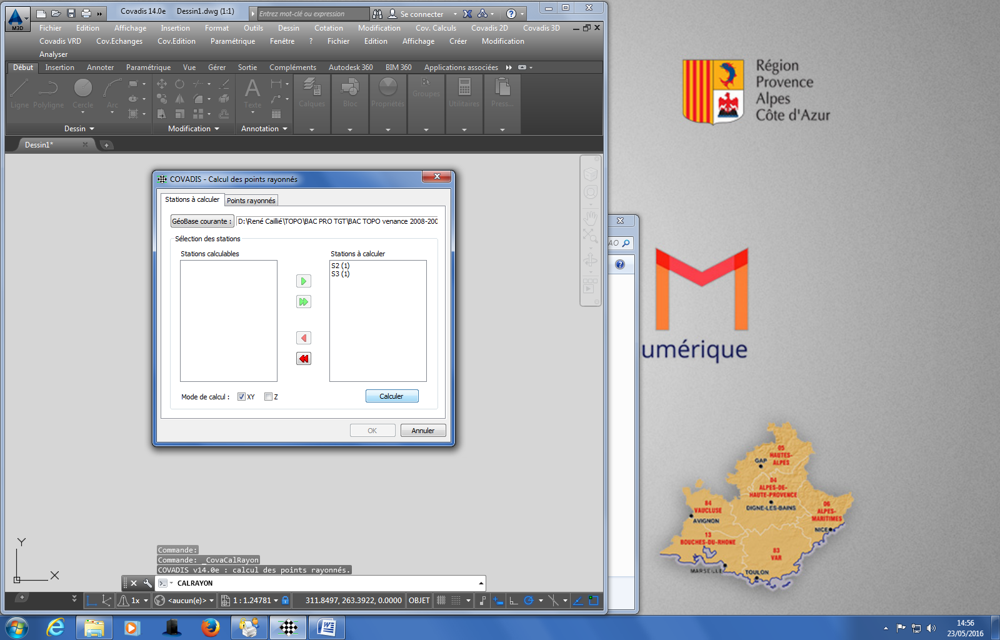 Covadis 14.0e Dessin1.dwg (1:1)
Entrez mot-clé ou expression
Se connecter
M3D
Fichier Edition Affichage Insertion Format Outils Dessin Cotation Modification Cov. Calculs Covadis 2D Covadis 3D
Covadis VRD Cov.Echanges Cov.Edition Paramétrique Fenêtre ? Fichier Edition Affichage Créer Modification
Analyser
Début Insertion Annoter Paramétrique Vue Gérer Sortie Compléments Autodesk 360 BIM 360 Applications associées
Ligne Polyligne Cercle Arc Texte Calques Bloc Propriétés Groupes Utilitaires Press...
Dessin Modification Annotation
Dessin1*
COVADIS - Calcul des points rayonnés
Stations à calculer Points rayonnés
GéoBase courante : D:\René Caillié\TOPO\BAC PRO TGT\BAC TOPO venance 2008-200
Sélection des stations
Stations calculables Stations à calculer
S2 (1)
S3 (1)
Mode de calcul : XY Z Calculer
OK Annuler
Commande:
Commande: _CovaCalRayon
COVADIS v14.0e : calcul des points rayonnés.
CALRAYON
Y
X
1x <aucun(e)> 1 : 1.24781 311.8497, 263.3922, 0.0000 OBJET
AO
Région
Provence
Alpes
Côte d'Azur
umérique
05
HAUTES-
ALPES
GAP
04
ALPES-DE-
HAUTE-PROVENCE
DIGNE-LES-BAINS
84
VAUCLUSE
AVIGNON
06
ALPES-
MARITIMES
NICE
13
BOUCHES-DU-RHONE
83
VAR
MARSEILLE
TOULON
14:56
23/05/2016